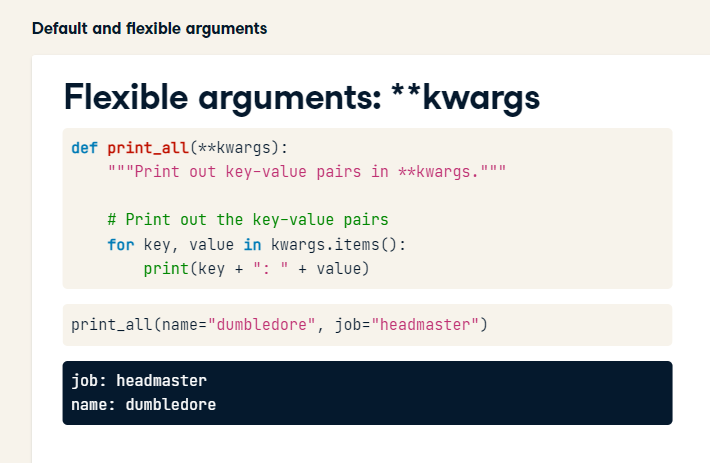 Default and flexible arguments
Flexible arguments: **kwargs
def print_all(**kwargs):
    """Print out key-value pairs in **kwargs."""
    # Print out the key-value pairs
    for key, value in kwargs.items():
        print(key + ": " + value)
print_all(name="dumbledore", job="headmaster")
job: headmaster
name: dumbledore